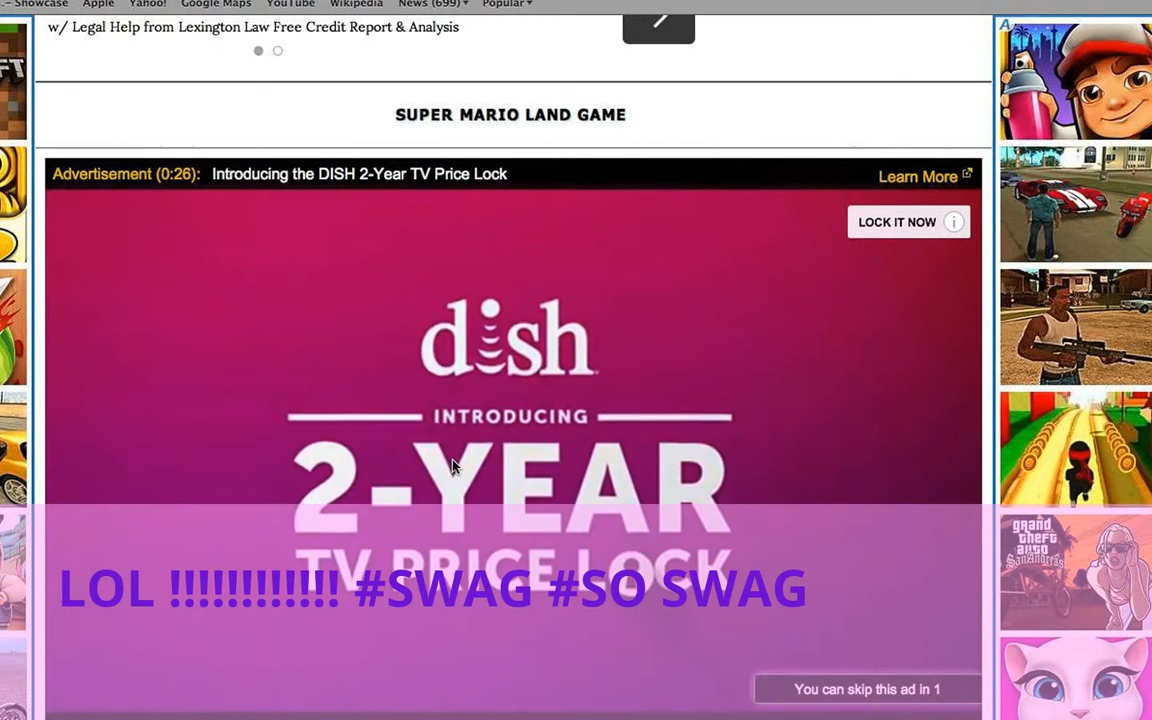 .- Showcase Apple Yahoo! Google Maps YouTube Wikipedia News (699)▾ Popular▾
w/ Legal Help from Lexington Law Free Credit Report & Analysis
SUPER MARIO LAND GAME
Advertisement (0:26): Introducing the DISH 2-Year TV Price Lock Learn More
LOCK IT NOW i
dish
INTRODUCING
2-YEAR
TV PRICE LOCK
LOL !!!!!!!!!!!! #SWAG #SO SWAG
You can skip this ad in 1
grand
theft
auto
SanAndreas